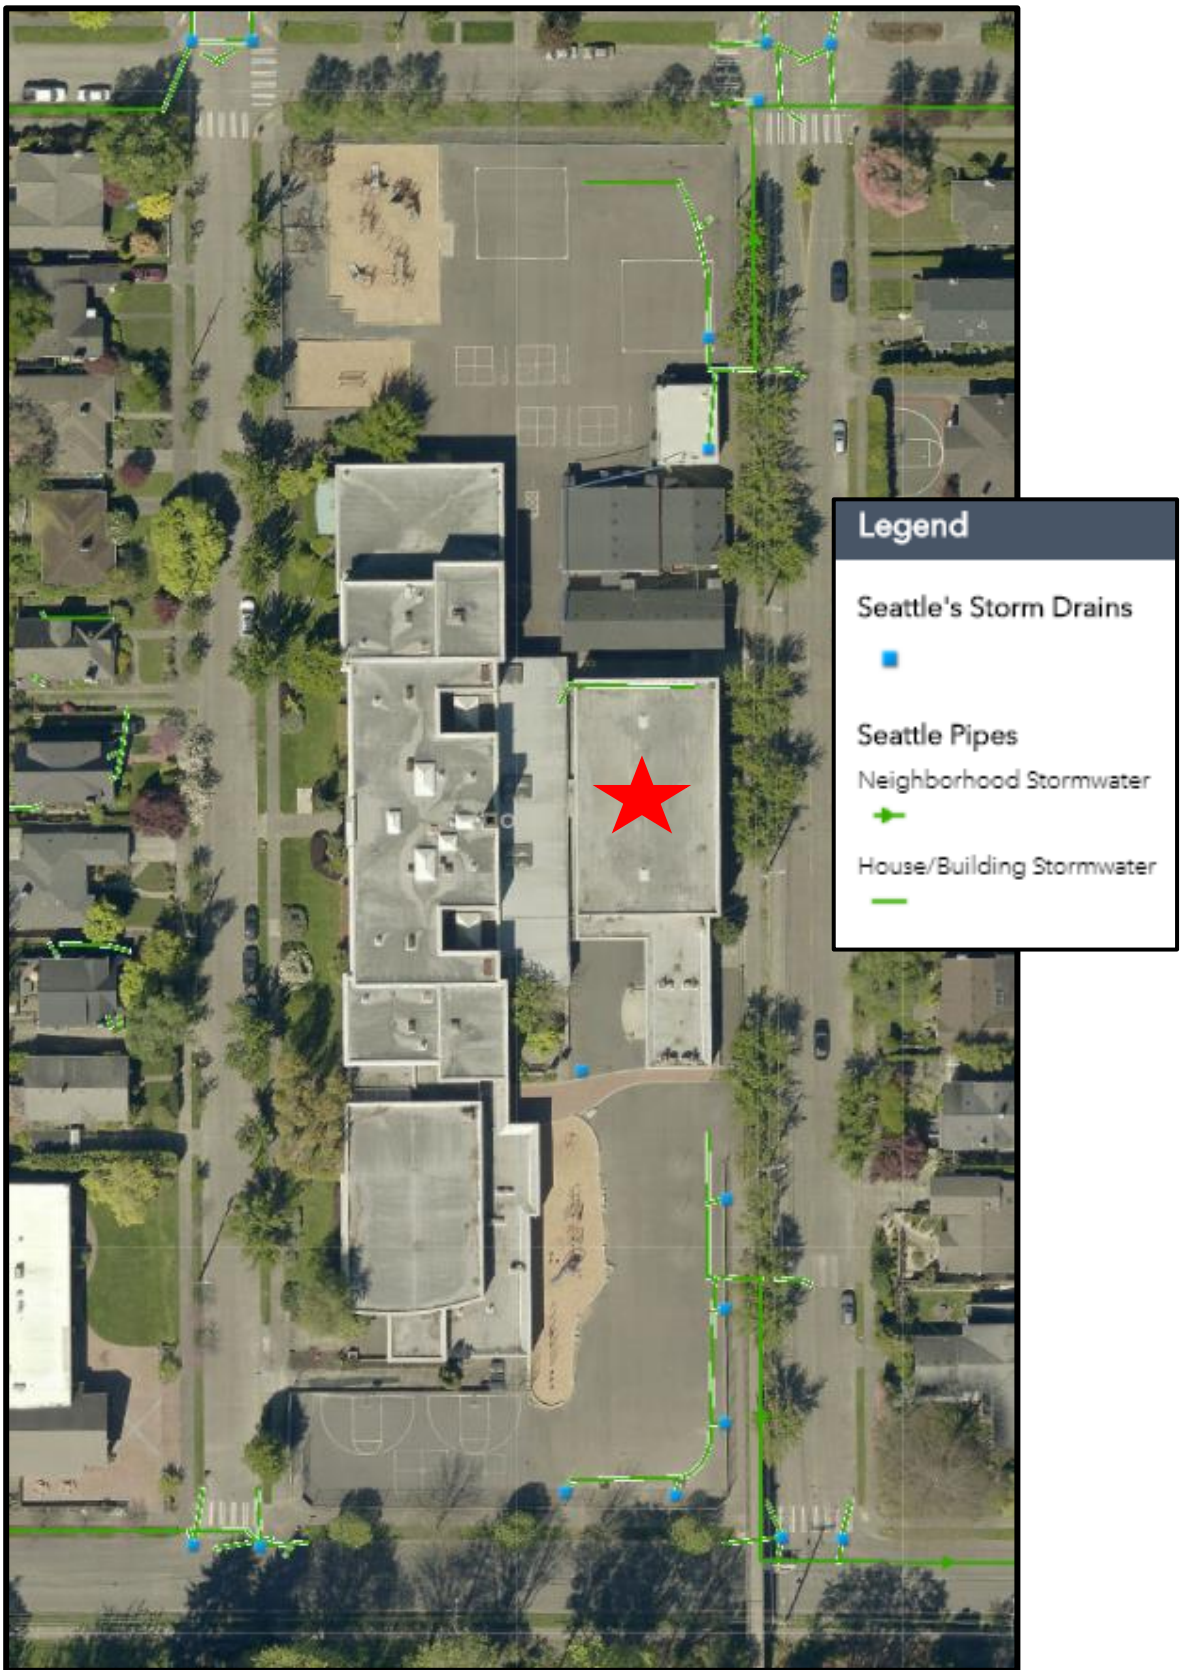 Legend
Seattle's Storm Drains
Seattle Pipes
Neighborhood Stormwater
House/Building Stormwater